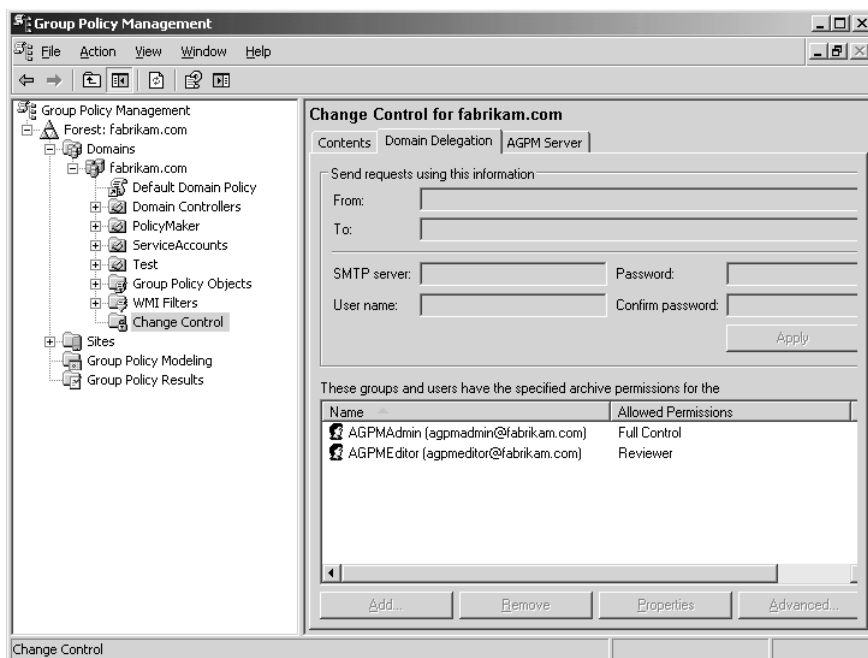 Group Policy Management
File Action View Window Help
Group Policy Management
Forest: fabrikam.com
Domains
fabrikam.com
Default Domain Policy
Domain Controllers
PolicyMaker
ServiceAccounts
Test
Group Policy Objects
WMI Filters
Change Control
Sites
Group Policy Modeling
Group Policy Results
Change Control for fabrikam.com
Contents Domain Delegation AGPM Server
Send requests using this information
From:
To:
SMTP server: Password:
User name: Confirm password:
Apply
These groups and users have the specified archive permissions for the
Name Allowed Permissions
AGPMAdmin (agpmadmin@fabrikam.com) Full Control
AGPMEditor (agpmeditor@fabrikam.com) Reviewer
Add... Remove Properties Advanced...
Change Control